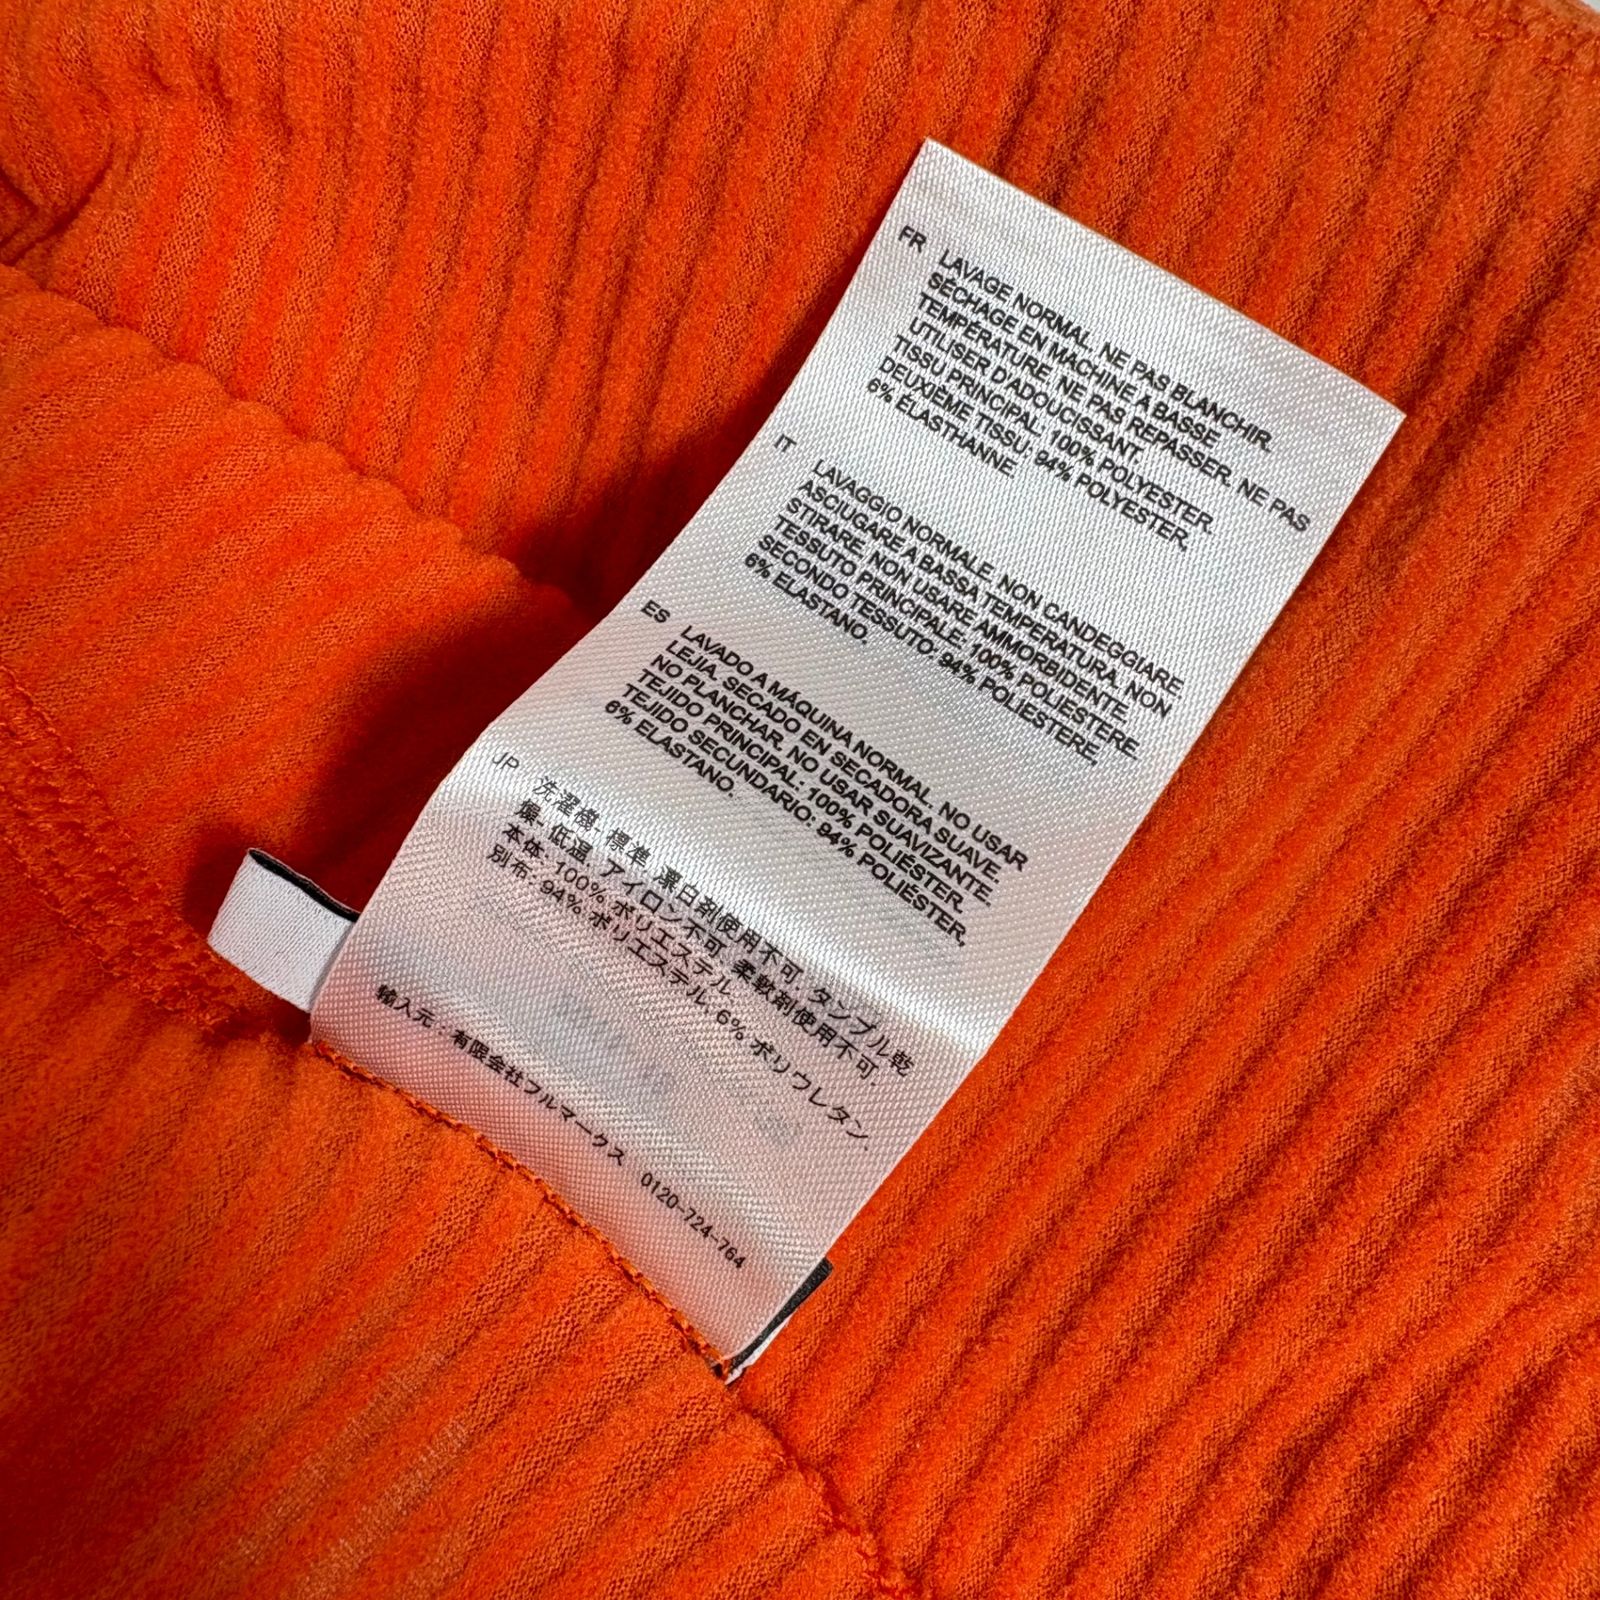 FR LAVAGE NORMAL. NE PAS BLANCHIR.
SÉCHAGE EN MACHINE A BASSE
TEMPÉRATURE. NE PAS REPASSER. NE PAS
UTILISER D'ADOUCISSANT.
TISSU PRINCIPAL: 100% POLYESTER.
DEUXIÈME TISSU: 94% POLYESTER,
6% ÉLASTHANNE.
IT LAVAGGIO NORMALE. NON CANDEGGIARE
ASCIUGARE A BASSA TEMPERATURA. NON
STIRARE. NON USARE AMMORBIDENTE.
TESSUTO PRINCIPALE: 100% POLIESTERE.
SECONDO TESSUTO: 94% POLIESTERE,
6% ELASTANO.
ES LAVADO A MÁQUINA NORMAL. NO USAR
LEJIA. SECADO EN SECADORA SUAVE.
NO PLANCHAR. NO USAR SUAVIZANTE.
TEJIDO PRINCIPAL: 100% POLIÉSTER.
TEJIDO SECUNDARIO: 94% POLIÉSTER,
6% ELASTANO.
JP 洗濯機- 標準. 漂白剤使用不可. タンブル乾
燥- 低温. アイロン不可. 柔軟剤使用不可.
本体: 100% ポリエステル
別布: 94% ポリエステル, 6% ポリウレタン.
輸入元：有限会社フルマークス 0120-724-764